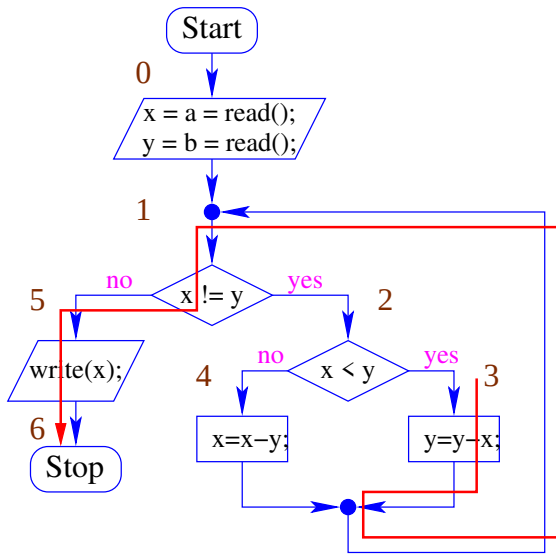 Start
0
x = a = read();
y = b = read();
1
no
x != y
yes
5
2
write(x);
no
x < y
yes
4
3
6
x=x−y;
y=y−x;
Stop